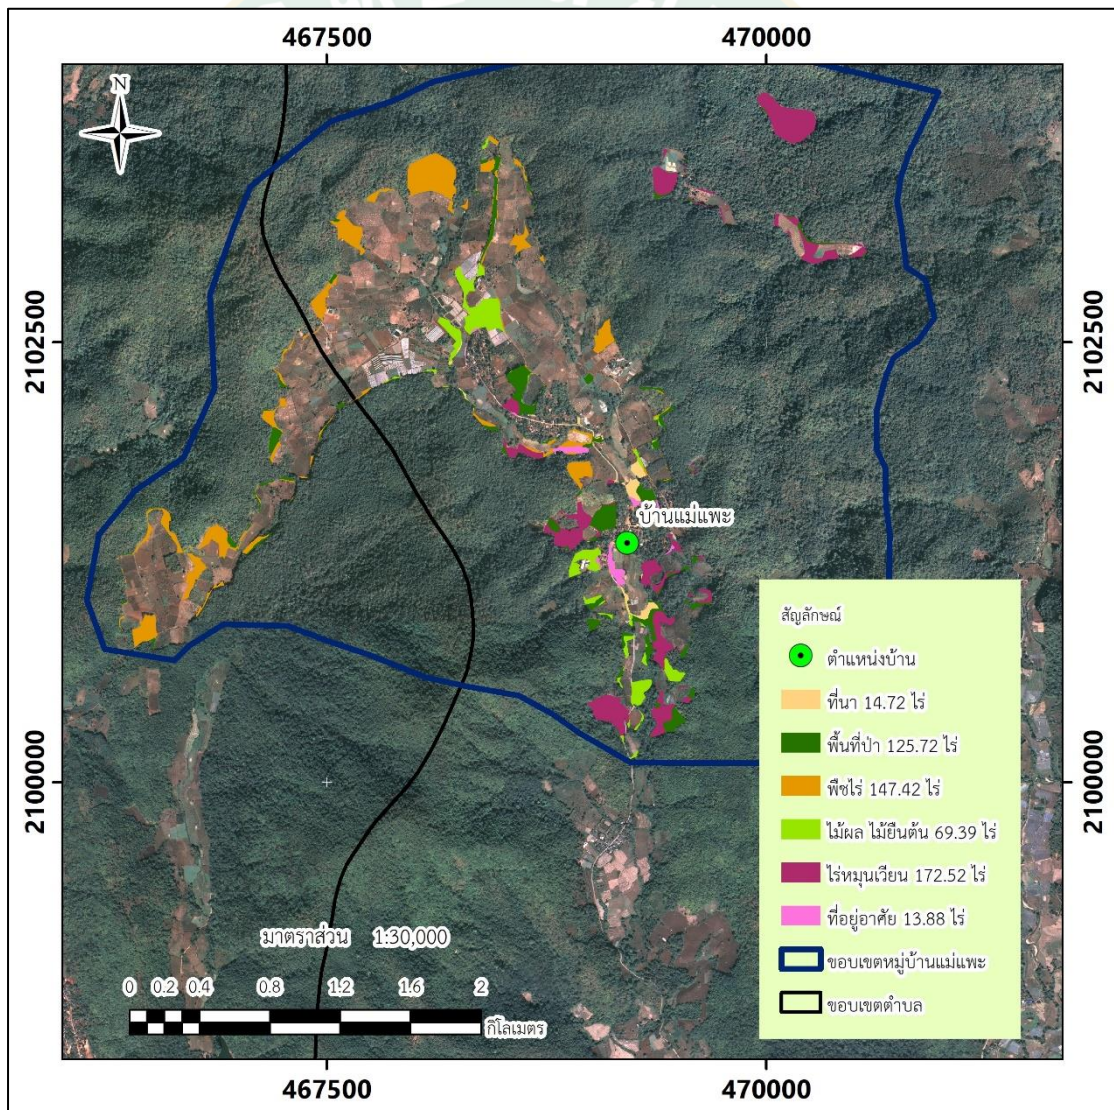 467500 470000
N
2102500 2102500
บ้านแม่แพะ
สัญลักษณ์
ตำแหน่งบ้าน
ที่นา 14.72 ไร่
พื้นที่ป่า 125.72 ไร่
พืชไร่ 147.42 ไร่
ไม้ผล ไม้ยืนต้น 69.39 ไร่
ไร่หมุนเวียน 172.52 ไร่
ที่อยู่อาศัย 13.88 ไร่
ขอบเขตหมู่บ้านแม่แพะ
ขอบเขตตำบล
2100000 2100000
มาตราส่วน 1:30,000
0 0.2 0.4 0.8 1.2 1.6 2
กิโลเมตร
467500 470000